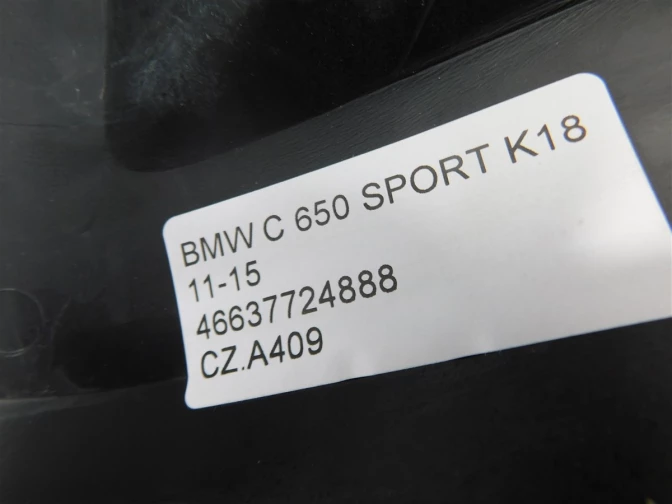 BMW C 650 SPORT K18
11-15
46637724888
CZ.A409